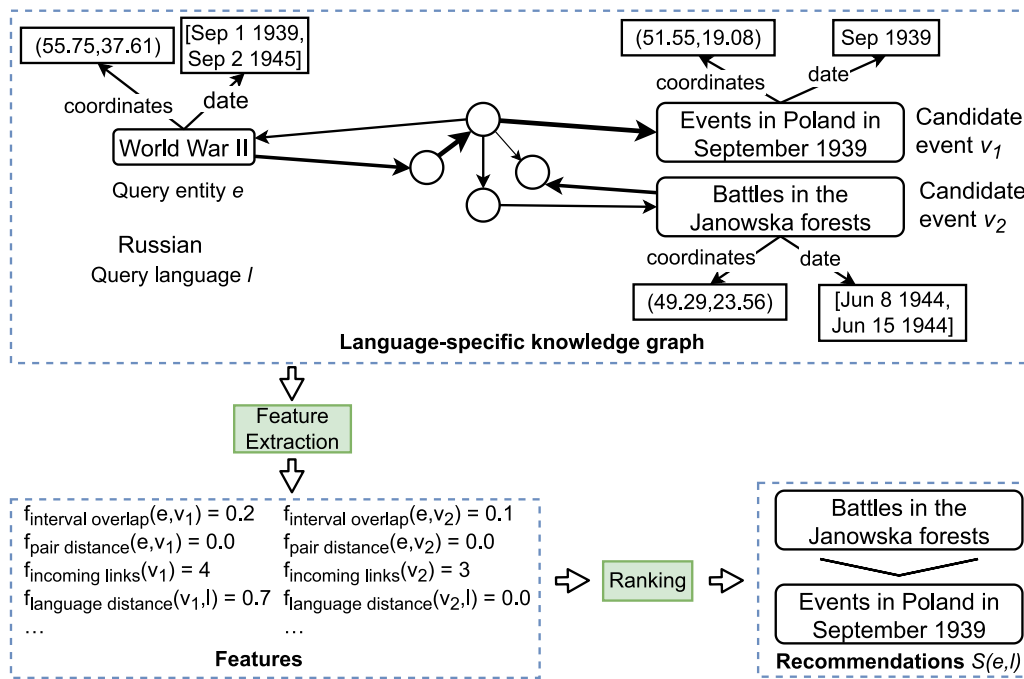 (55.75,37.61)
[Sep 1 1939,
Sep 2 1945]
coordinates
date
World War II
Query entity e
Russian
Query language l
(51.55,19.08)
Sep 1939
coordinates
date
Events in Poland in
September 1939
Candidate
event v1
Battles in the
Janowska forests
Candidate
event v2
coordinates
date
(49.29,23.56)
[Jun 8 1944,
Jun 15 1944]
Language-specific knowledge graph
Feature
Extraction
finterval overlap(e,v1) = 0.2
fpair distance(e,v1) = 0.0
fincoming links(v1) = 4
flanguage distance(v1,l) = 0.7
...
finterval overlap(e,v2) = 0.1
fpair distance(e,v2) = 0.0
fincoming links(v2) = 3
flanguage distance(v2,l) = 0.0
...
Features
Ranking
Battles in the
Janowska forests
Events in Poland in
September 1939
Recommendations S(e,l)